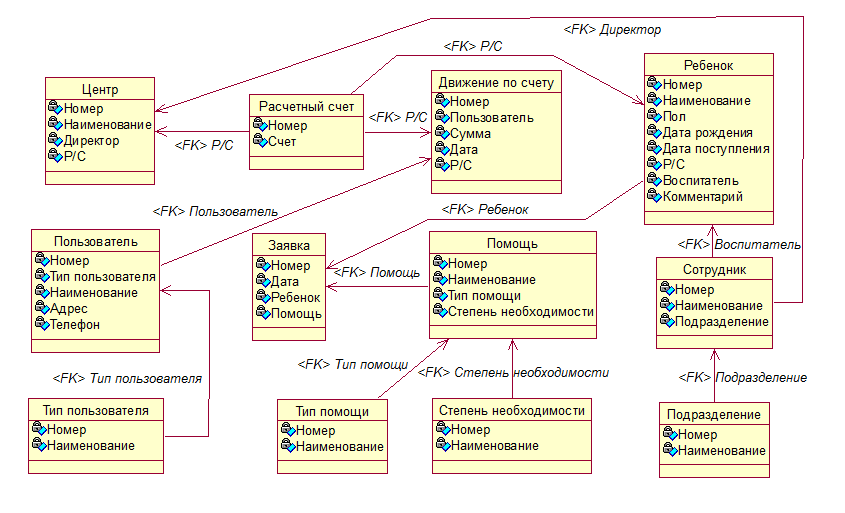 <FK> Директор
<FK> Р/С
Центр
Номер
Наименование
Директор
Р/С
Расчетный счет
Номер
Счет
<FK> Р/С
<FK> Р/С
Движение по счету
Номер
Пользователь
Сумма
Дата
Р/С
Ребенок
Номер
Наименование
Пол
Дата рождения
Дата поступления
Р/С
Воспитатель
Комментарий
<FK> Пользователь
<FK> Ребенок
Пользователь
Номер
Тип пользователя
Наименование
Адрес
Телефон
Заявка
Номер
Дата
Ребенок
Помощь
<FK> Помощь
Помощь
Номер
Наименование
Тип помощи
Степень необходимости
<FK> Воспитатель
Сотрудник
Номер
Наименование
Подразделение
<FK> Тип пользователя
<FK> Тип помощи
<FK> Степень необходимости
<FK> Подразделение
Тип пользователя
Номер
Наименование
Тип помощи
Номер
Наименование
Степень необходимости
Номер
Наименование
Подразделение
Номер
Наименование